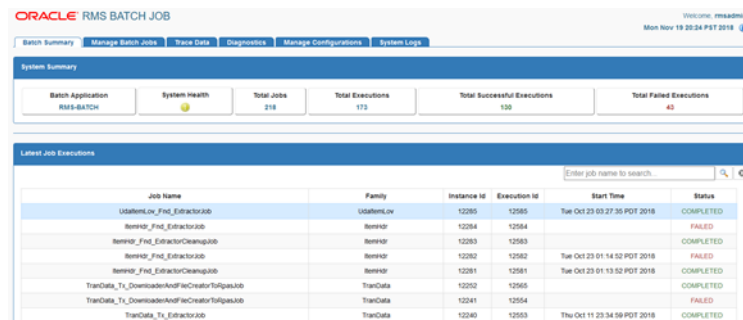 ORACLE RMS BATCH JOB
Welcome, rmsadmi
Mon Nov 19 20:24 PST 2018
Batch Summary Manage Batch Jobs Trace Data Diagnostics Manage Configurations System Logs
System Summary
Batch Application System Health Total Jobs Total Executions Total Successful Executions Total Failed Executions
RMS-BATCH 218 173 130 43
Latest Job Executions
Enter job name to search...
Job Name Family Instance Id Execution Id Start Time Status
UdaItemLov_Fnd_ExtractorJob UdaItemLov 12285 12585 Tue Oct 23 03:27:35 PDT 2018 COMPLETED
ItemHdr_Fnd_ExtractorJob ItemHdr 12284 12584 FAILED
ItemHdr_Fnd_ExtractorCleanupJob ItemHdr 12283 12583 COMPLETED
ItemHdr_Fnd_ExtractorJob ItemHdr 12282 12582 Tue Oct 23 01:14:52 PDT 2018 FAILED
ItemHdr_Fnd_ExtractorCleanupJob ItemHdr 12281 12581 Tue Oct 23 01:13:52 PDT 2018 COMPLETED
TranData_Tx_DownloaderAndFileCreatorToRpasJob TranData 12252 12565 COMPLETED
TranData_Tx_DownloaderAndFileCreatorToRpasJob TranData 12241 12554 FAILED
TranData_Tx_ExtractorJob TranData 12240 12553 Thu Oct 11 23:34:59 PDT 2018 COMPLETED